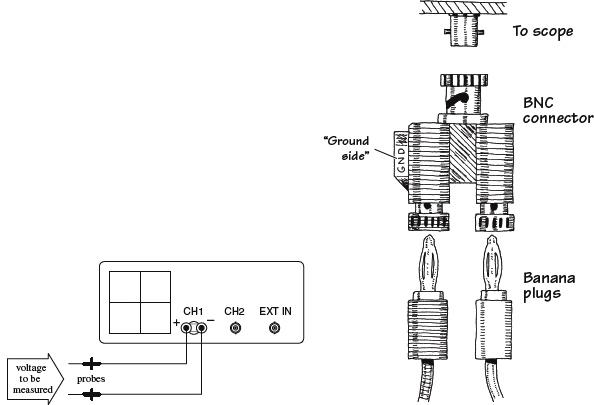 To scope
BNC
connector
"Ground
side"
GND
Banana
plugs
CH1
CH2
EXT IN
+
−
voltage
to be
measured
probes